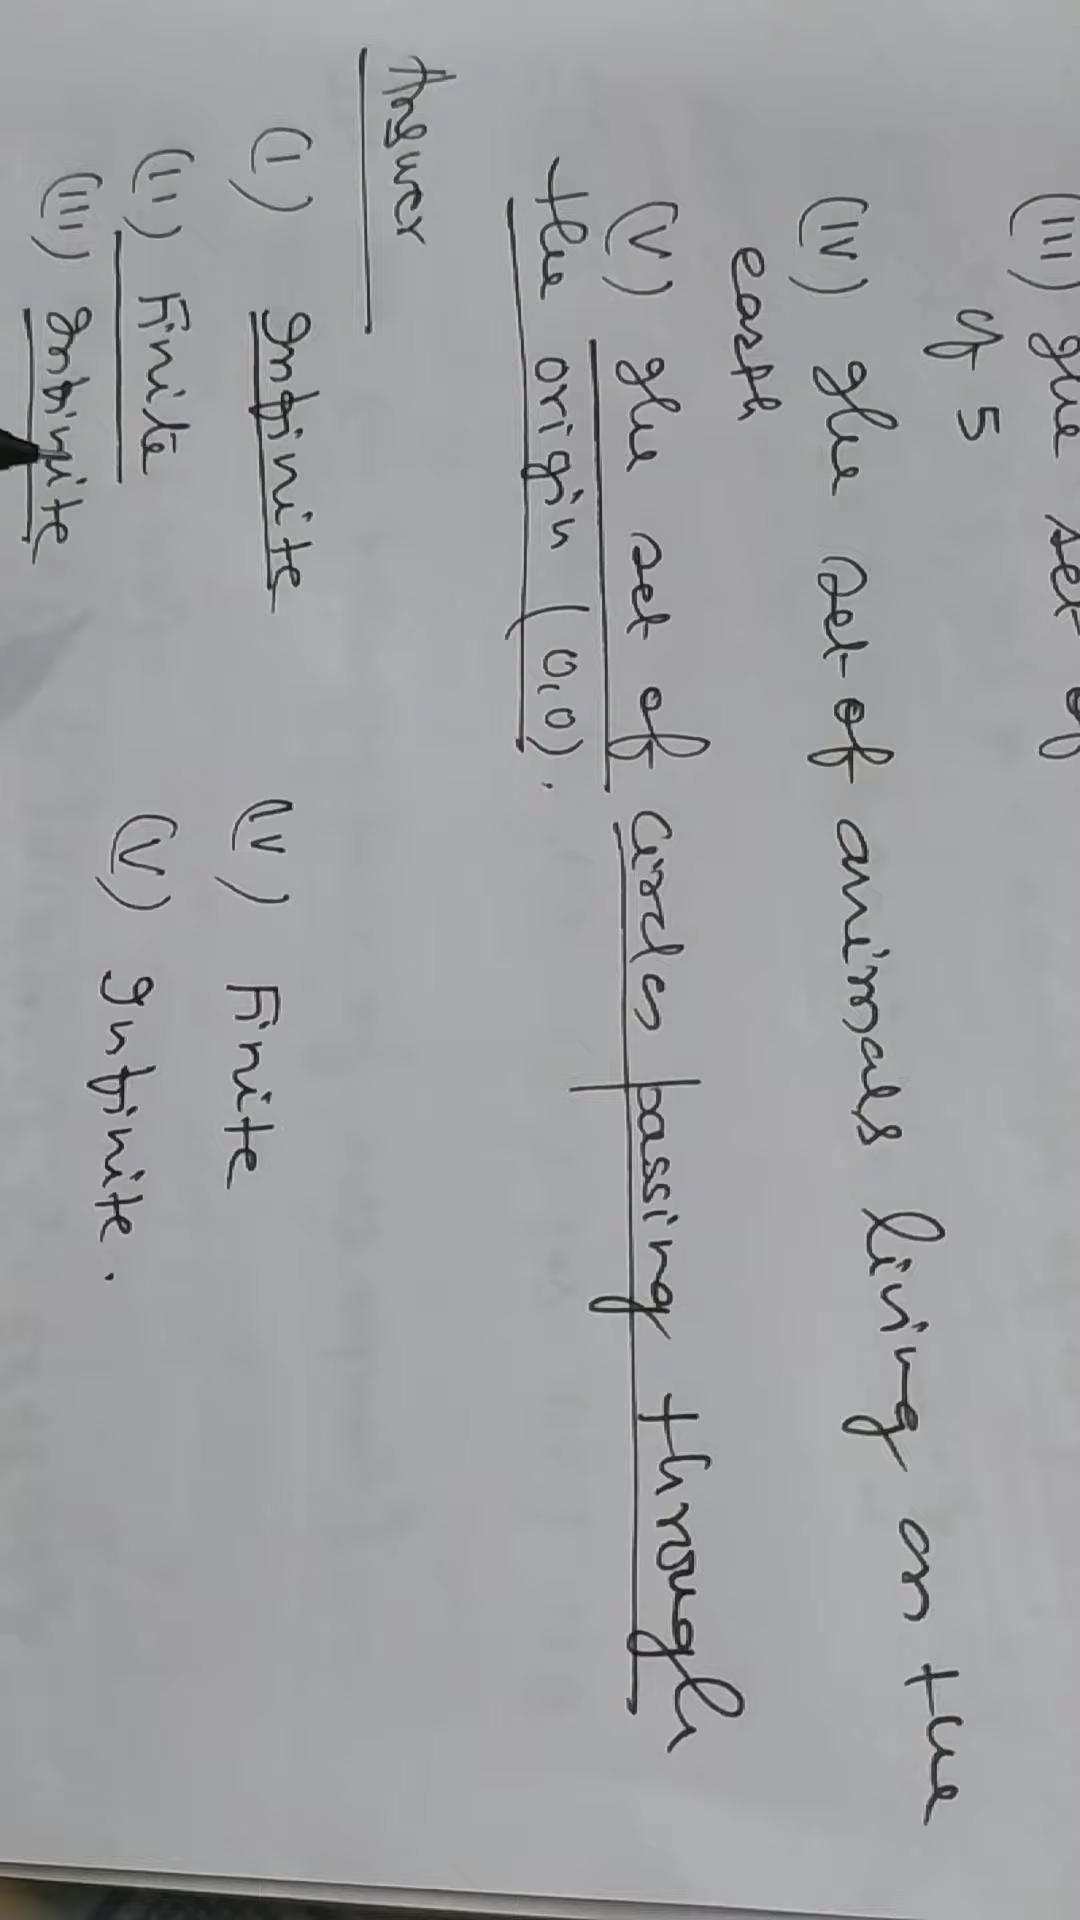 (III) The set of
of 5
(IV) The set of animals living on the
earth
(V) The set of circles passing through
the origin (0,0).
Answer
(I) Infinite
(II) Finite
(III) Infinite
(IV) Finite
(V) Infinite.